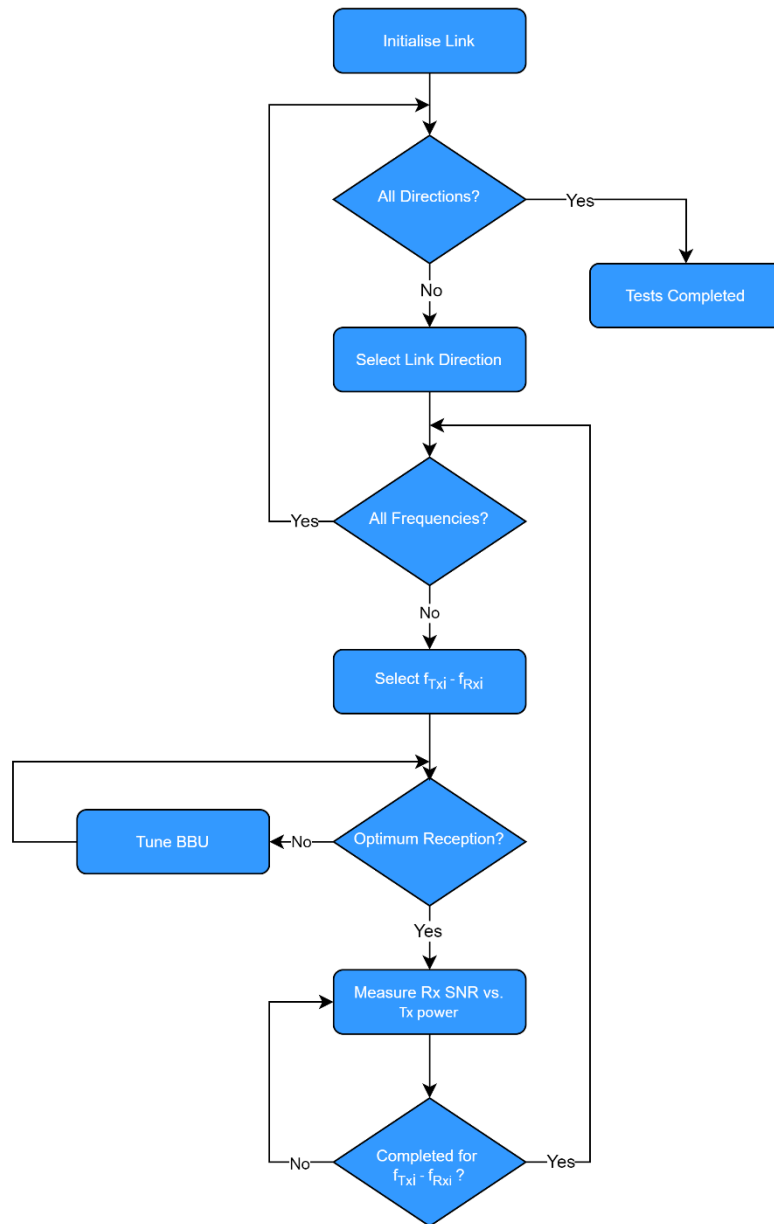 Initialise Link
All Directions?
Yes
No
Tests Completed
Select Link Direction
All Frequencies?
Yes
No
Select fTxi - fRxi
Optimum Reception?
No
Tune BBU
Yes
Measure Rx SNR vs.
Tx power
Completed for
fTxi - fRxi ?
No
Yes